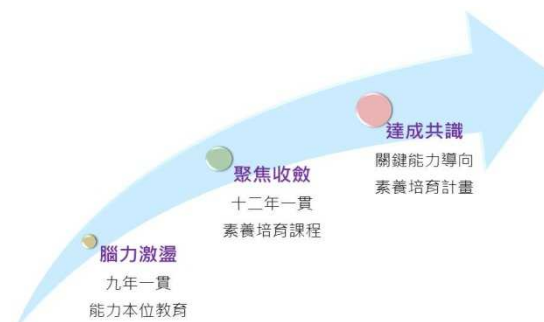 腦力激盪
九年一貫
能力本位教育
聚焦收斂
十二年一貫
素養培育課程
達成共識
關鍵能力導向
素養培育計畫